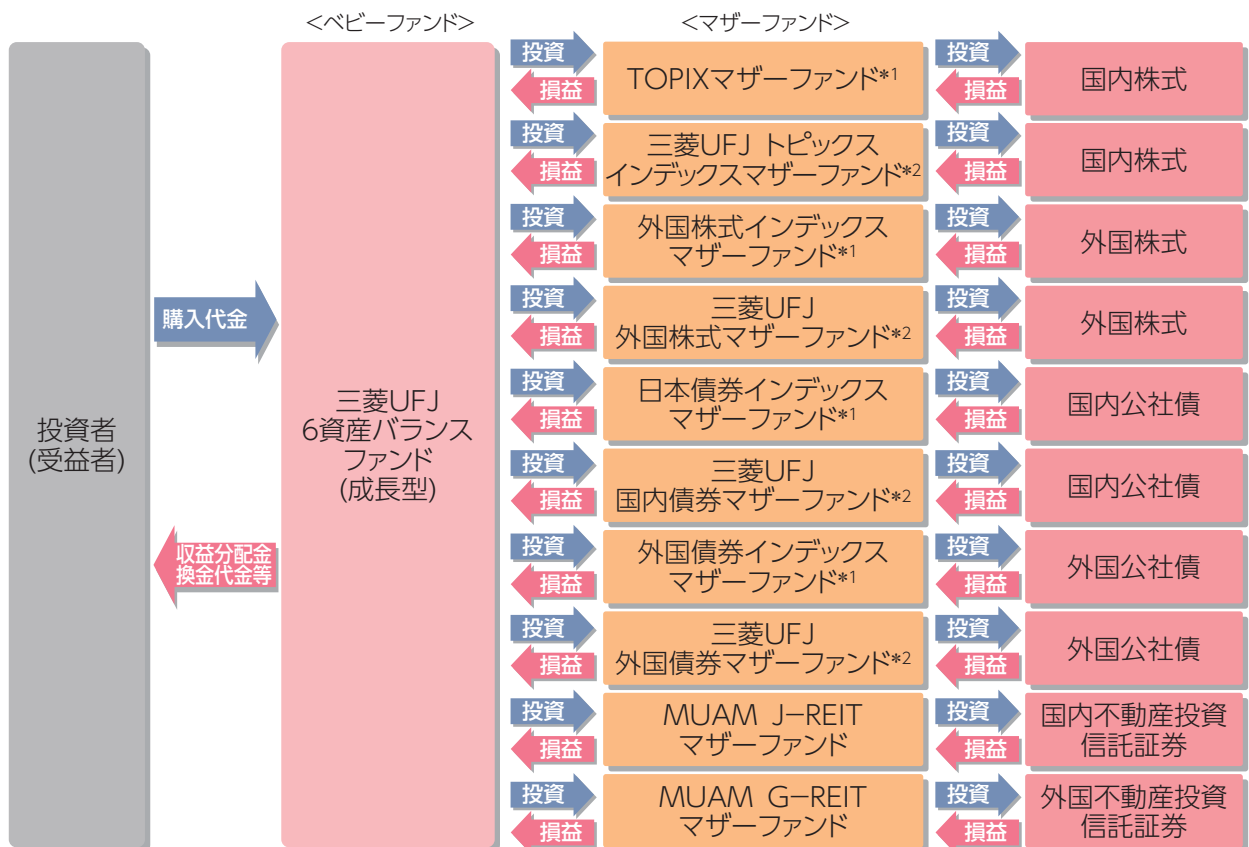 <ベビーファンド>
<マザーファンド>
投資者
(受益者)
購入代金
収益分配金
換金代金等
三菱UFJ
6資産バランス
ファンド
(成長型)
投資
損益
TOPIXマザーファンド*1
投資
損益
国内株式
投資
損益
三菱UFJ トピックス
インデックスマザーファンド*2
投資
損益
国内株式
投資
損益
外国株式インデックス
マザーファンド*1
投資
損益
外国株式
投資
損益
三菱UFJ
外国株式マザーファンド*2
投資
損益
外国株式
投資
損益
日本債券インデックス
マザーファンド*1
投資
損益
国内公社債
投資
損益
三菱UFJ
国内債券マザーファンド*2
投資
損益
国内公社債
投資
損益
外国債券インデックス
マザーファンド*1
投資
損益
外国公社債
投資
損益
三菱UFJ
外国債券マザーファンド*2
投資
損益
外国公社債
投資
損益
MUAM J-REIT
マザーファンド
投資
損益
国内不動産投資
信託証券
投資
損益
MUAM G-REIT
マザーファンド
投資
損益
外国不動産投資
信託証券